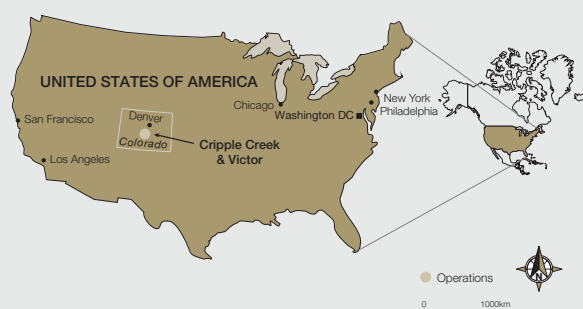 UNITED STATES OF AMERICA
Chicago
New York
Philadelphia
Washington DC
San Francisco
Denver
Colorado
Cripple Creek
& Victor
Los Angeles
Operations
N
0 1000km